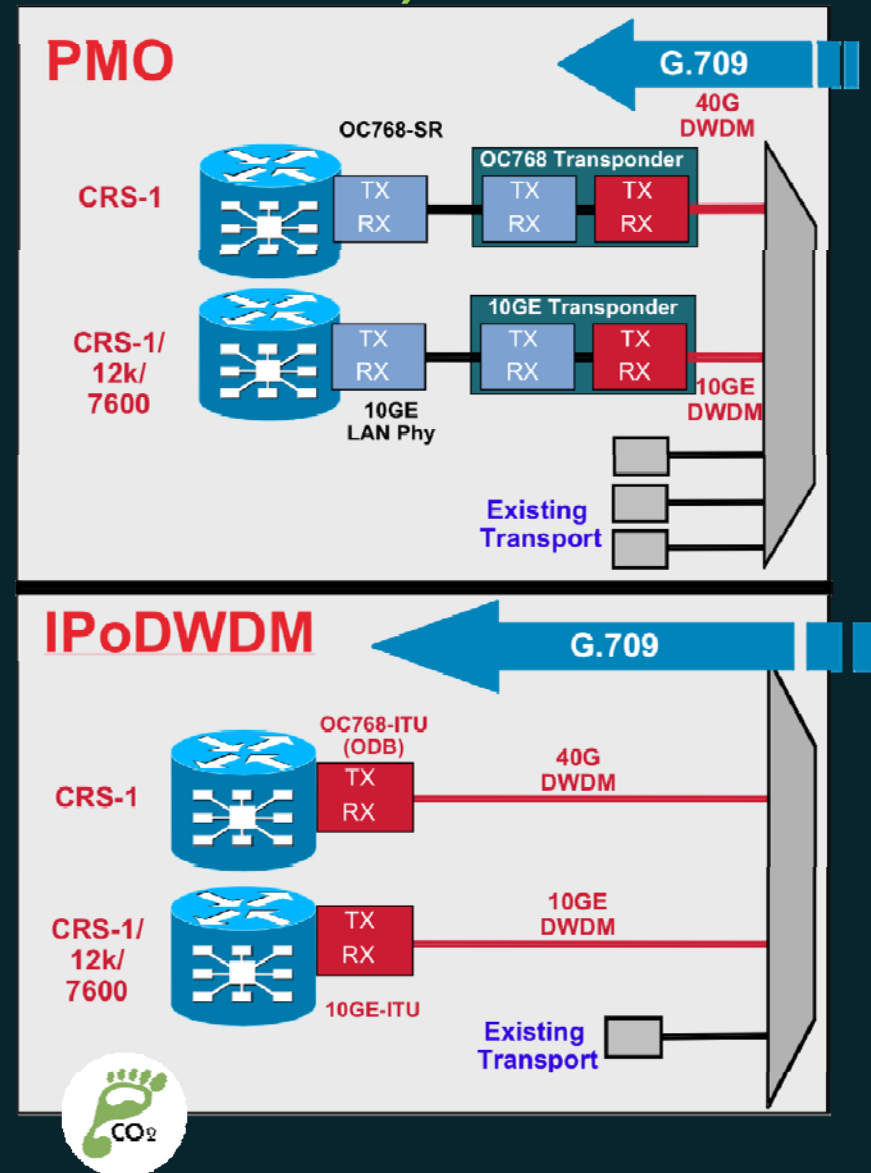 PMO
G.709
40G
DWDM
OC768-SR
OC768 Transponder
CRS-1
TX
RX
TX
RX
TX
RX
10GE Transponder
CRS-1/
12k/
7600
TX
RX
TX
RX
TX
RX
10GE
LAN Phy
10GE
DWDM
Existing
Transport
IPoDWDM
G.709
OC768-ITU
(ODB)
CRS-1
TX
RX
40G
DWDM
CRS-1/
12k/
7600
TX
RX
10GE
DWDM
10GE-ITU
Existing
Transport
CO2